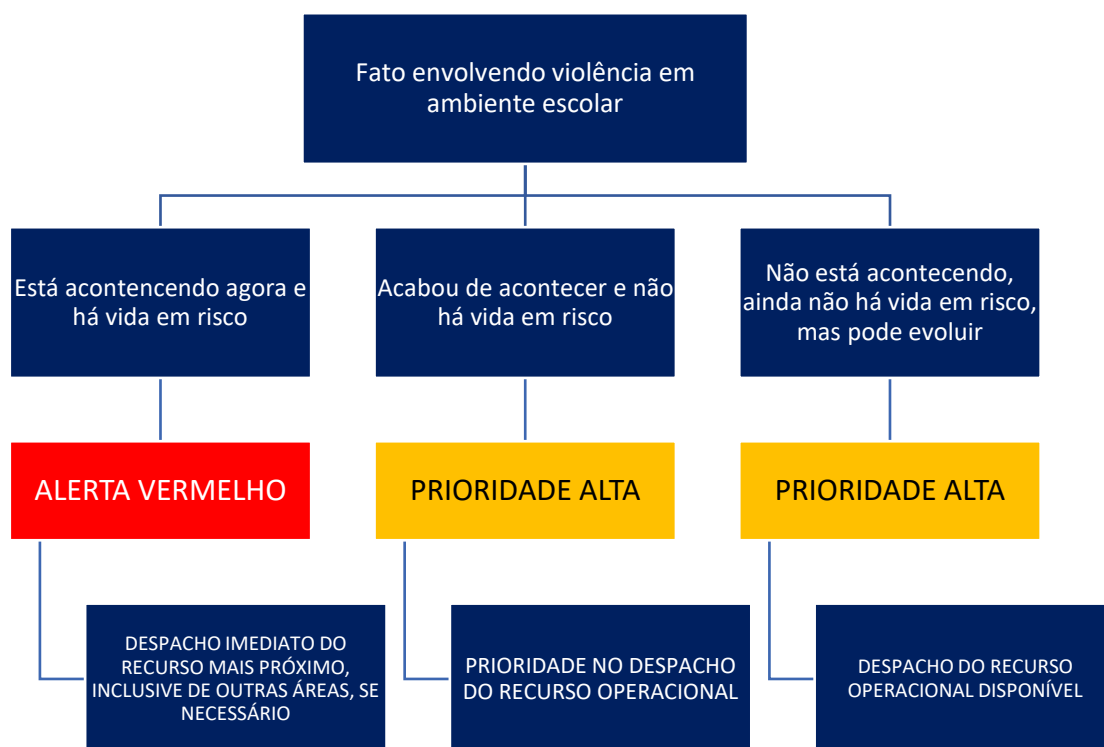 Fato envolvendo violência em
ambiente escolar
Está acontencendo agora e
há vida em risco
Acabou de acontecer e não
há vida em risco
Não está acontecendo,
ainda não há vida em risco,
mas pode evoluir
ALERTA VERMELHO
PRIORIDADE ALTA
PRIORIDADE ALTA
DESPACHO IMEDIATO DO
RECURSO MAIS PRÓXIMO,
INCLUSIVE DE OUTRAS ÁREAS, SE
NECESSÁRIO
PRIORIDADE NO DESPACHO
DO RECURSO OPERACIONAL
DESPACHO DO RECURSO
OPERACIONAL DISPONÍVEL